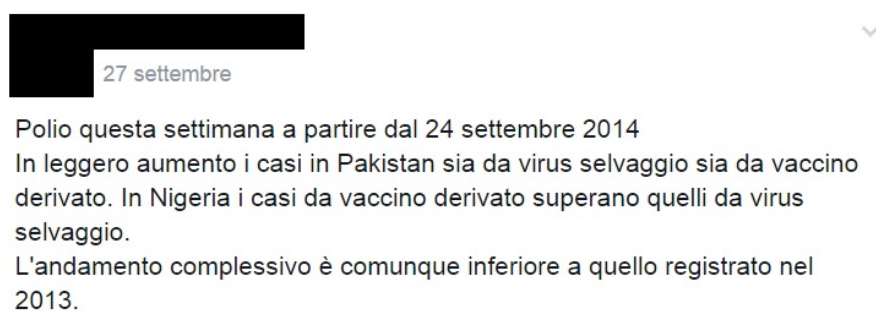 27 settembre
Polio questa settimana a partire dal 24 settembre 2014
In leggero aumento i casi in Pakistan sia da virus selvaggio sia da vaccino
derivato. In Nigeria i casi da vaccino derivato superano quelli da virus
selvaggio.
L'andamento complessivo è comunque inferiore a quello registrato nel
2013.